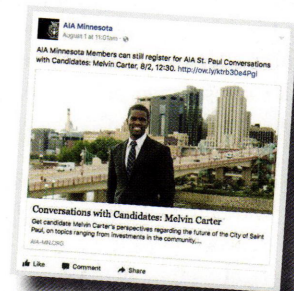 AIA Minnesota
August 1 at 11:01am ·
AIA Minnesota Members can still register for AIA St. Paul Conversations
with Candidates: Melvin Carter, 8/2, 12:30. http://ow.ly/ktrb30e4Pgl
Conversations with Candidates: Melvin Carter
Get candidate Melvin Carter's perspectives regarding the future of the City of Saint
Paul, on topics ranging from investments in the community,...
AIA-MN.ORG
Like Comment Share